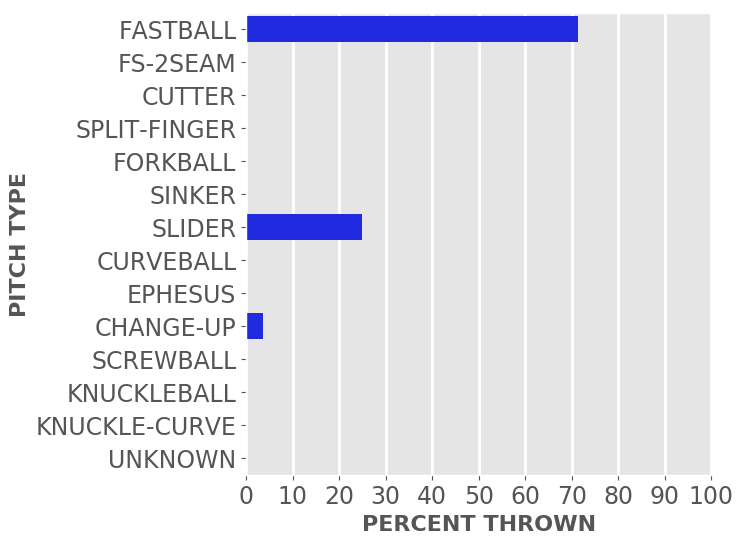 FASTBALL
FS-2SEAM
CUTTER
SPLIT-FINGER
FORKBALL
SINKER
SLIDER
CURVEBALL
EPHESUS
CHANGE-UP
SCREWBALL
KNUCKLEBALL
KNUCKLE-CURVE
UNKNOWN
PITCH TYPE
0 10 20 30 40 50 60 70 80 90 100
PERCENT THROWN